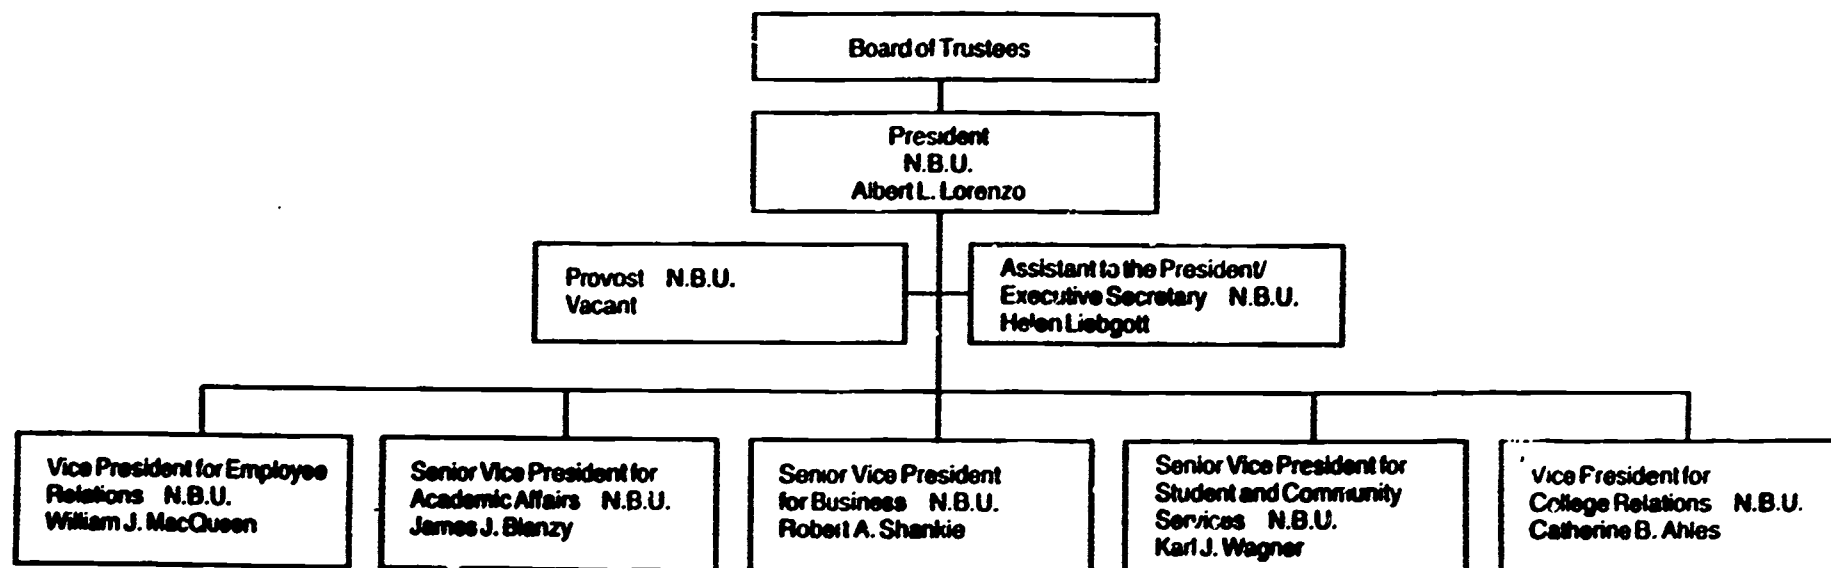 Board of Trustees
President
N.B.U.
Albert L. Lorenzo
Provost N.B.U.
Vacant
Assistant to the President/
Executive Secretary N.B.U.
Helen Liebgott
Vice President for Employee
Relations N.B.U.
William J. MacQueen
Senior Vice President for
Academic Affairs N.B.U.
James J. Blanzy
Senior Vice President
for Business N.B.U.
Robert A. Shankie
Senior Vice President for
Student and Community
Services N.B.U.
Karl J. Wagner
Vice President for
College Relations N.B.U.
Catherine B. Ahles